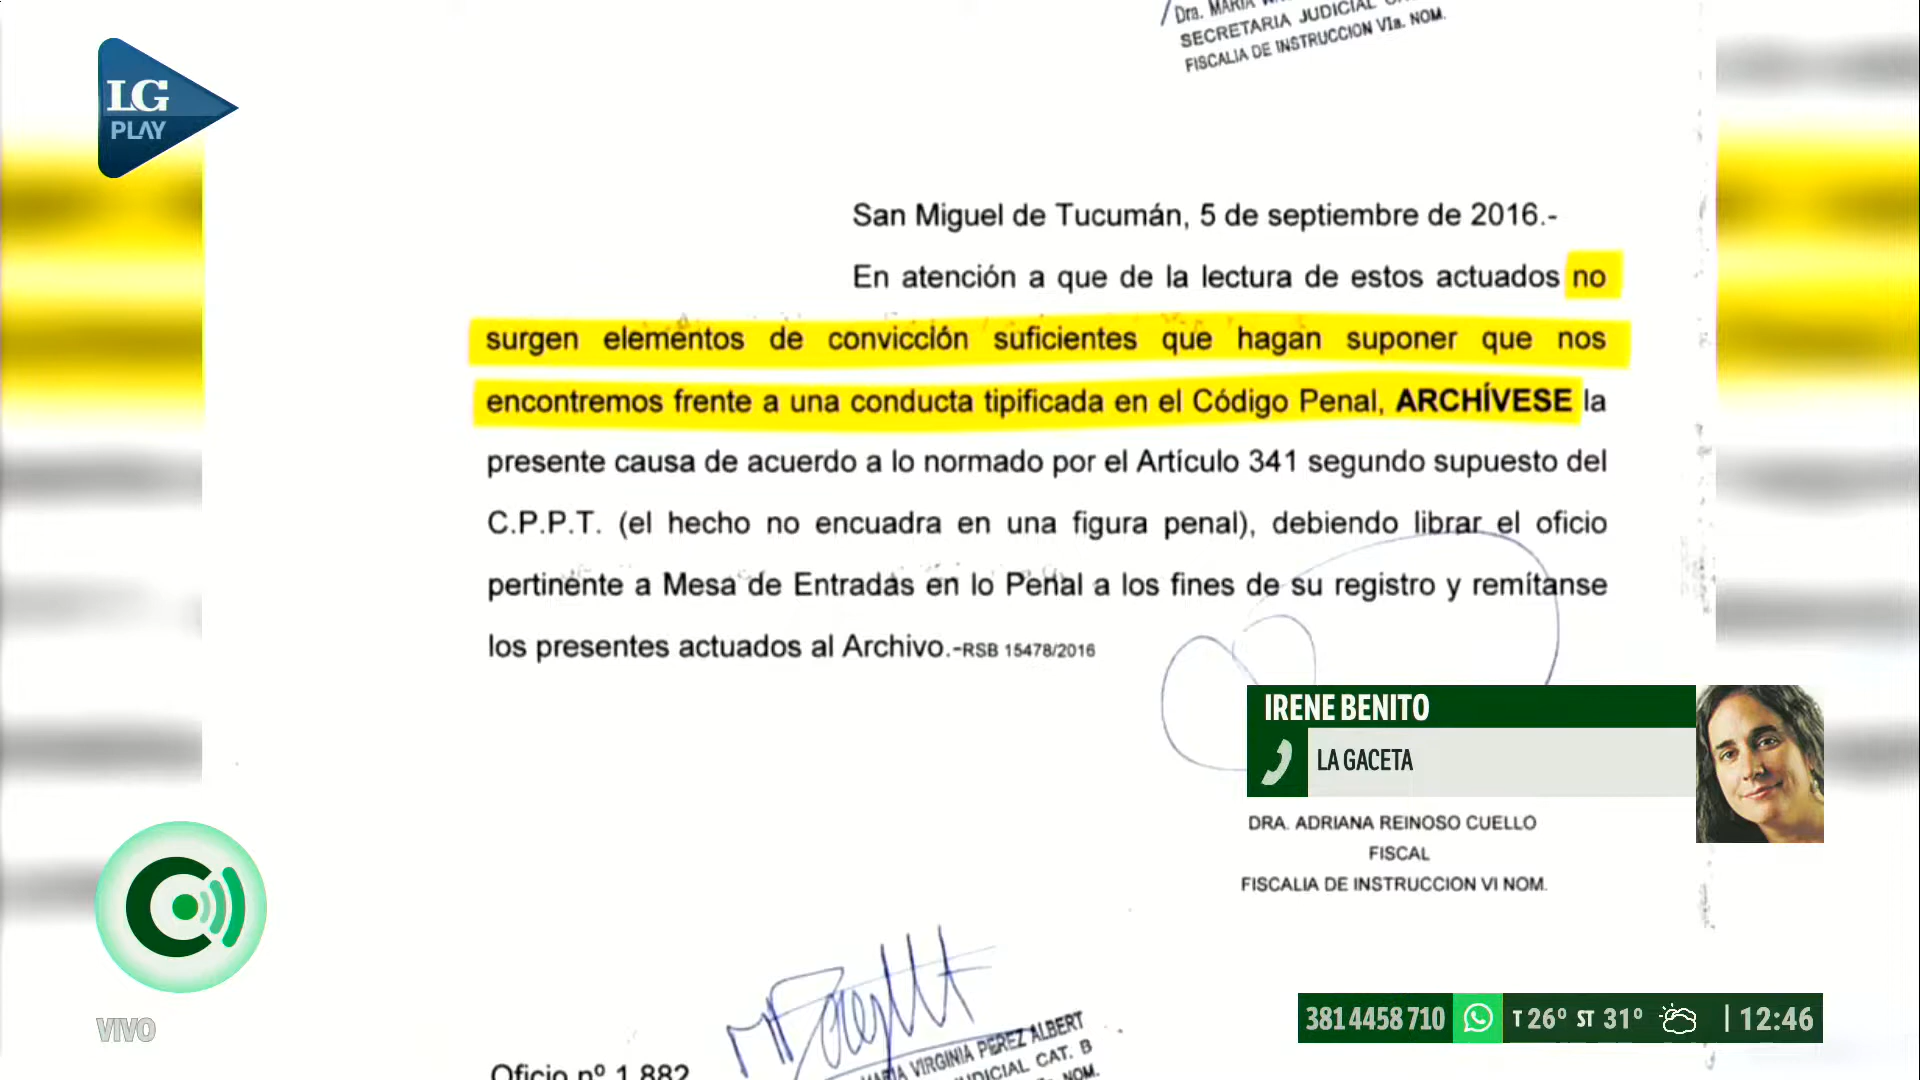 Dra. MARIA
SECRETARIA JUDICIAL
FISCALIA DE INSTRUCCION VIa. NOM.
LG
PLAY
San Miguel de Tucumán, 5 de septiembre de 2016.-
En atención a que de la lectura de estos actuados no
surgen elementos de convicción suficientes que hagan suponer que nos
encontremos frente a una conducta tipificada en el Código Penal, ARCHÍVESE la
presente causa de acuerdo a lo normado por el Artículo 341 segundo supuesto del
C.P.P.T. (el hecho no encuadra en una figura penal), debiendo librar el oficio
pertinente a Mesa de Entradas en lo Penal a los fines de su registro y remítanse
los presentes actuados al Archivo.-RSB 15478/2016
IRENE BENITO
LA GACETA
DRA. ADRIANA REINOSO CUELLO
FISCAL
FISCALIA DE INSTRUCCION VI NOM.
VIVO
MARIA VIRGINIA PEREZ ALBERT
JUDICIAL CAT. B
NOM.
Oficio nº 1.882
381 4458 710 T 26º ST 31º | 12:46